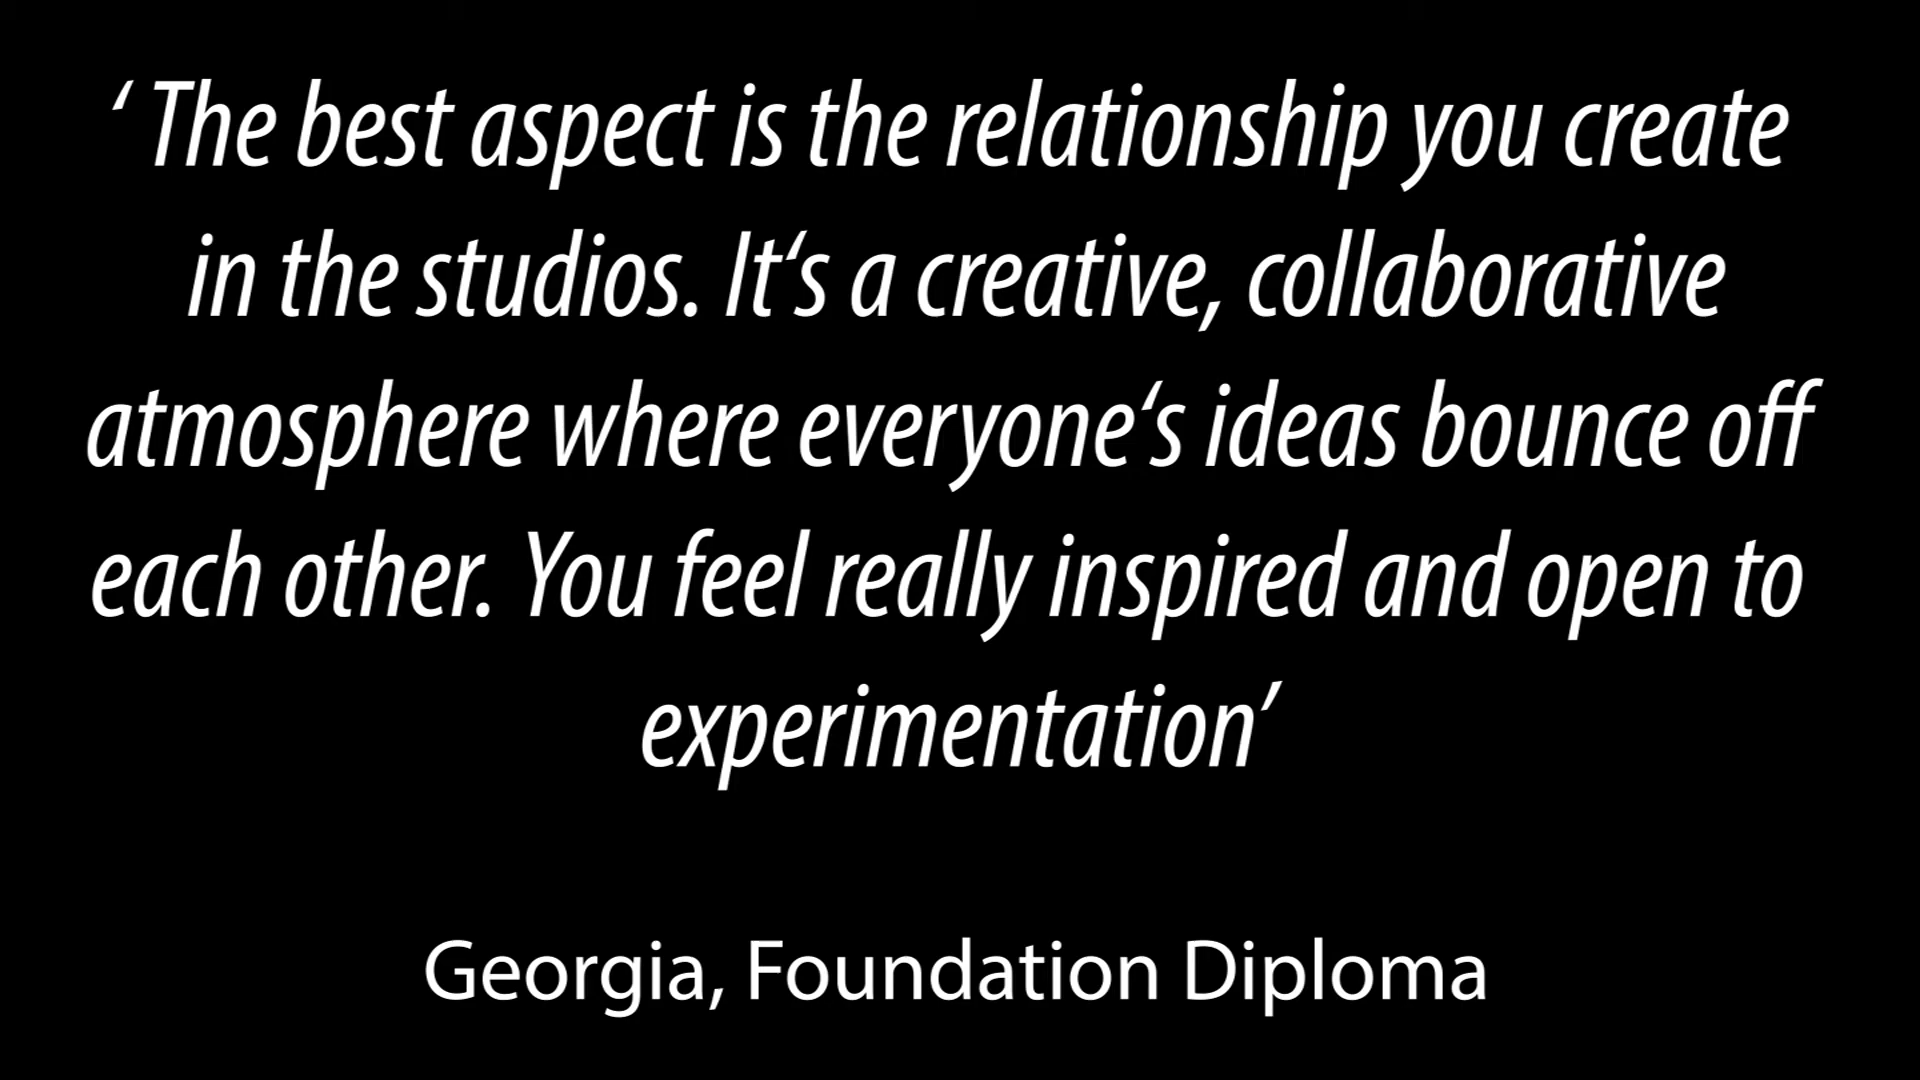 ‘ The best aspect is the relationship you create
in the studios. It‘s a creative, collaborative
atmosphere where everyone‘s ideas bounce off
each other. You feel really inspired and open to
experimentation’
Georgia, Foundation Diploma